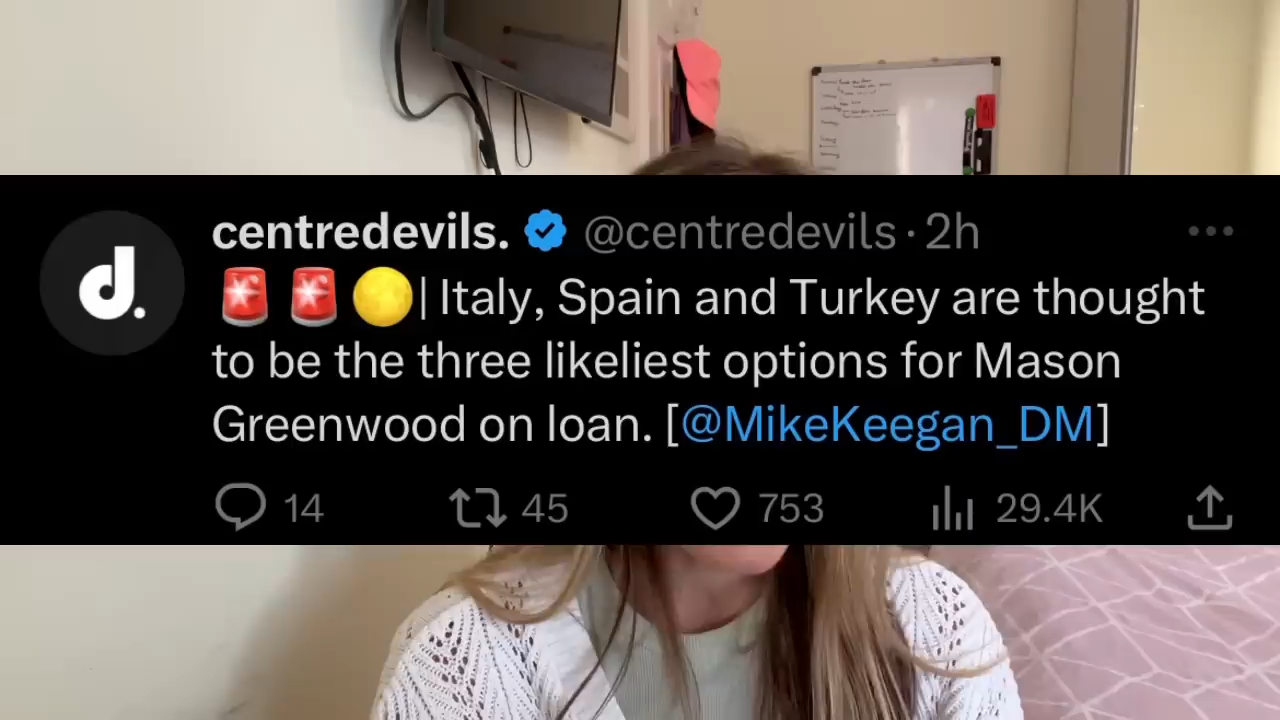 centredevils. @centredevils · 2h
🚨🚨🟡| Italy, Spain and Turkey are thought
to be the three likeliest options for Mason
Greenwood on loan. [@MikeKeegan_DM]
14 45 753 29.4K
d.